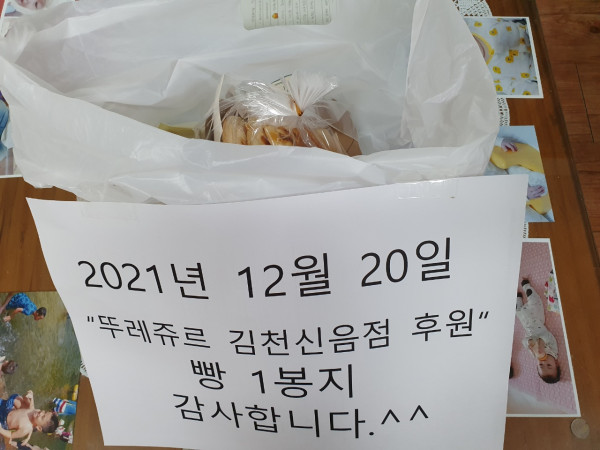 2021년 12월 20일
"뚜레쥬르 김천신음점 후원"
빵 1봉지
감사합니다.^^